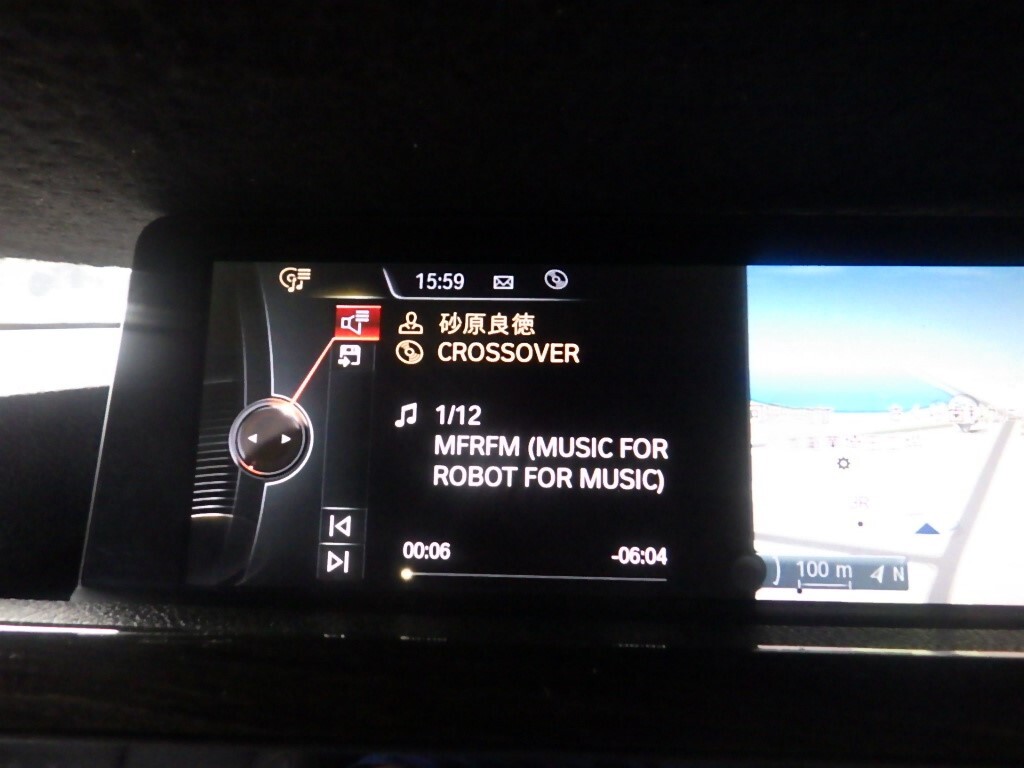 15:59
砂原良徳
CROSSOVER
1/12
MFRFM (MUSIC FOR
ROBOT FOR MUSIC)
00:06
-06:04
100 m
N